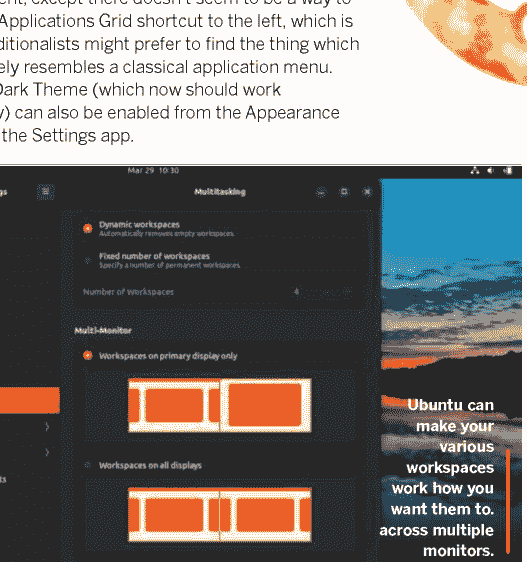 ent, except there doesn't seem to be a way to
Applications Grid shortcut to the left, which is
ditionalists might prefer to find the thing which
ely resembles a classical application menu.
Dark Theme (which now should work
y) can also be enabled from the Appearance
the Settings app.
Mar 29 10:30
gs
Multitasking
Dynamic workspaces
Automatically removes empty workspaces.
Fixed number of workspaces
Specify a number of permanent workspaces.
Number of Workspaces 4
Multi-Monitor
Workspaces on primary display only
Workspaces on all displays
ts
Ubuntu can
make your
various
workspaces
work how you
want them to.
across multiple
monitors.